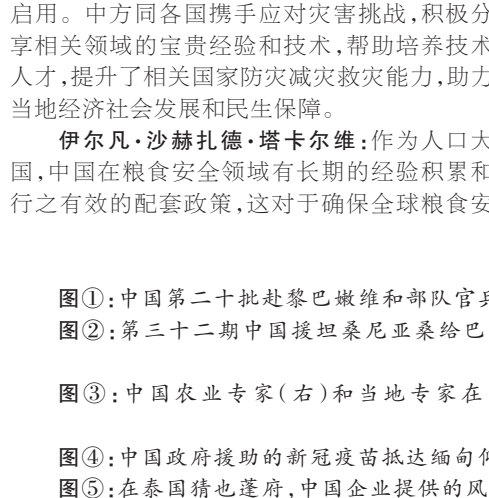 启用。中方同各国携手应对灾害挑战,积极分
享相关领域的宝贵经验和技术,帮助培养技术
人才,提升了相关国家防灾减灾救灾能力,助力
当地经济社会发展和民生保障。
伊尔凡·沙赫扎德·塔卡尔维:作为人口大
国,中国在粮食安全领域有长期的经验积累和
行之有效的配套政策,这对于确保全球粮食安
图①:中国第二十批赴黎巴嫩维和部队官兵
图②:第三十二期中国援坦桑尼亚桑给巴
图③:中国农业专家(右)和当地专家在
图④:中国政府援助的新冠疫苗抵达缅甸仰
图⑤:在泰国猜也蓬府,中国企业提供的风